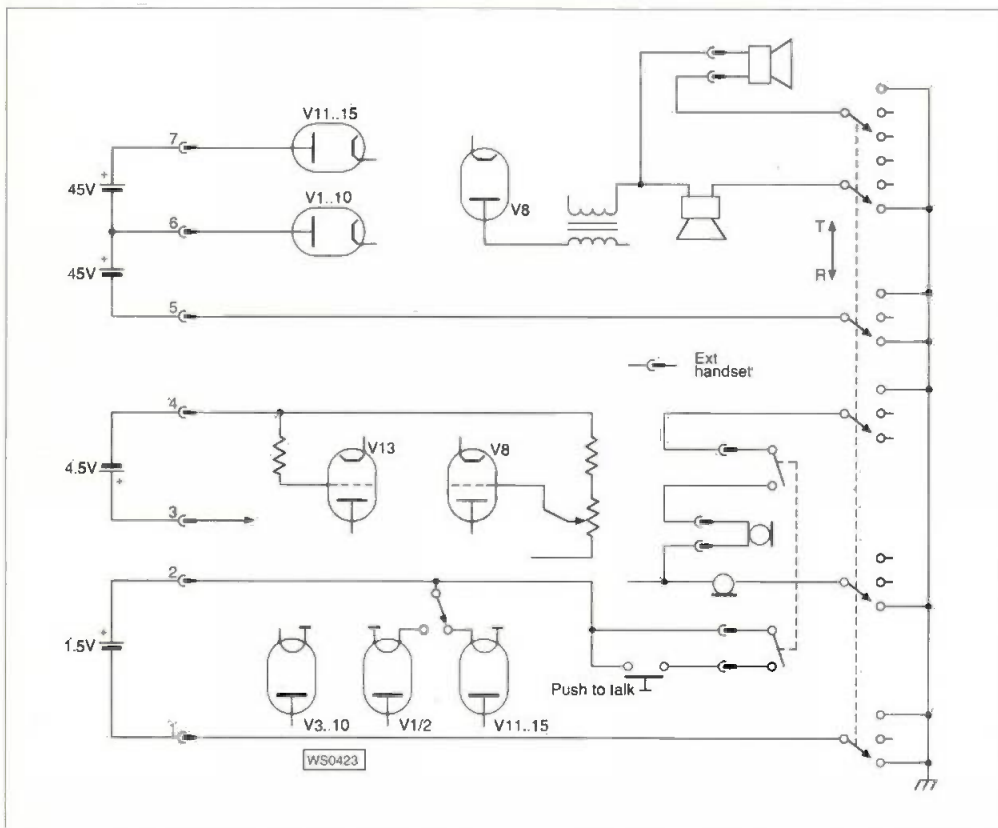 V11..15
7
+
45V
V1..10
V8
6
+
45V
T
R
5
Ext
handset
4
V13
V8
4.5V
+
3
2
+
1.5V
Push to talk
V3..10
V1/2
V11..15
1
WS0423